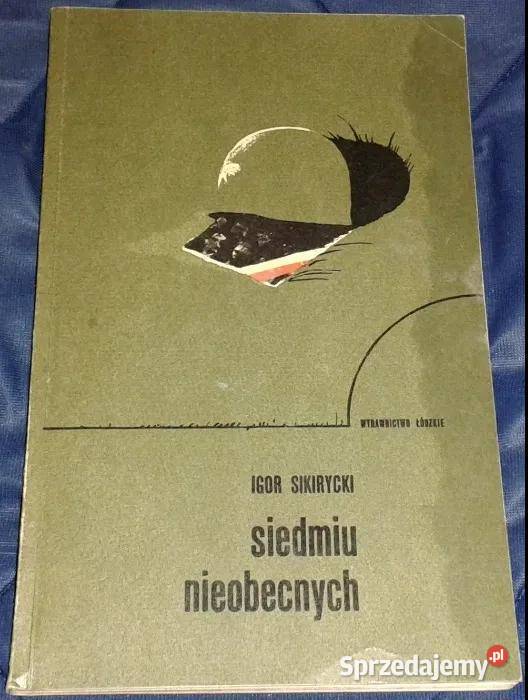 WYDAWNICTWO ŁÓDZKIE
IGOR SIKIRYCKI
siedmiu
nieobecnych
Sprzedajemy.pl